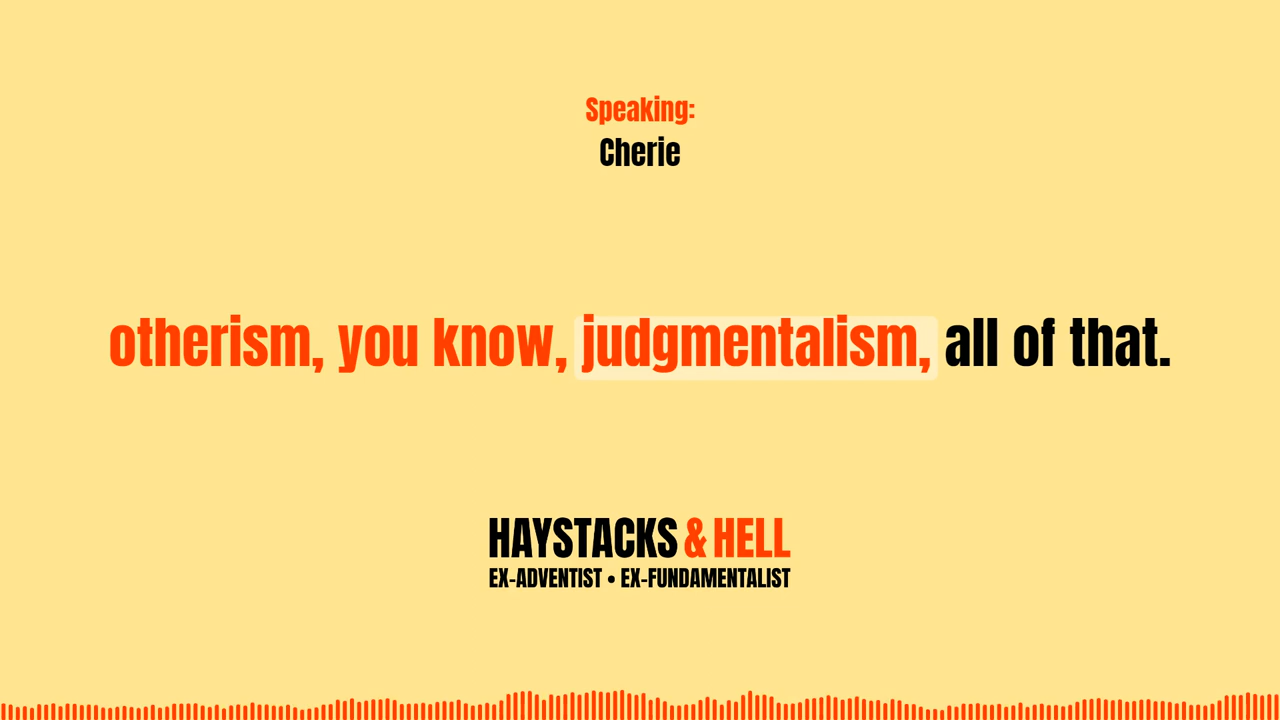 Speaking:
Cherie
otherism, you know, judgmentalism, all of that.
HAYSTACKS & HELL
EX-ADVENTIST • EX-FUNDAMENTALIST